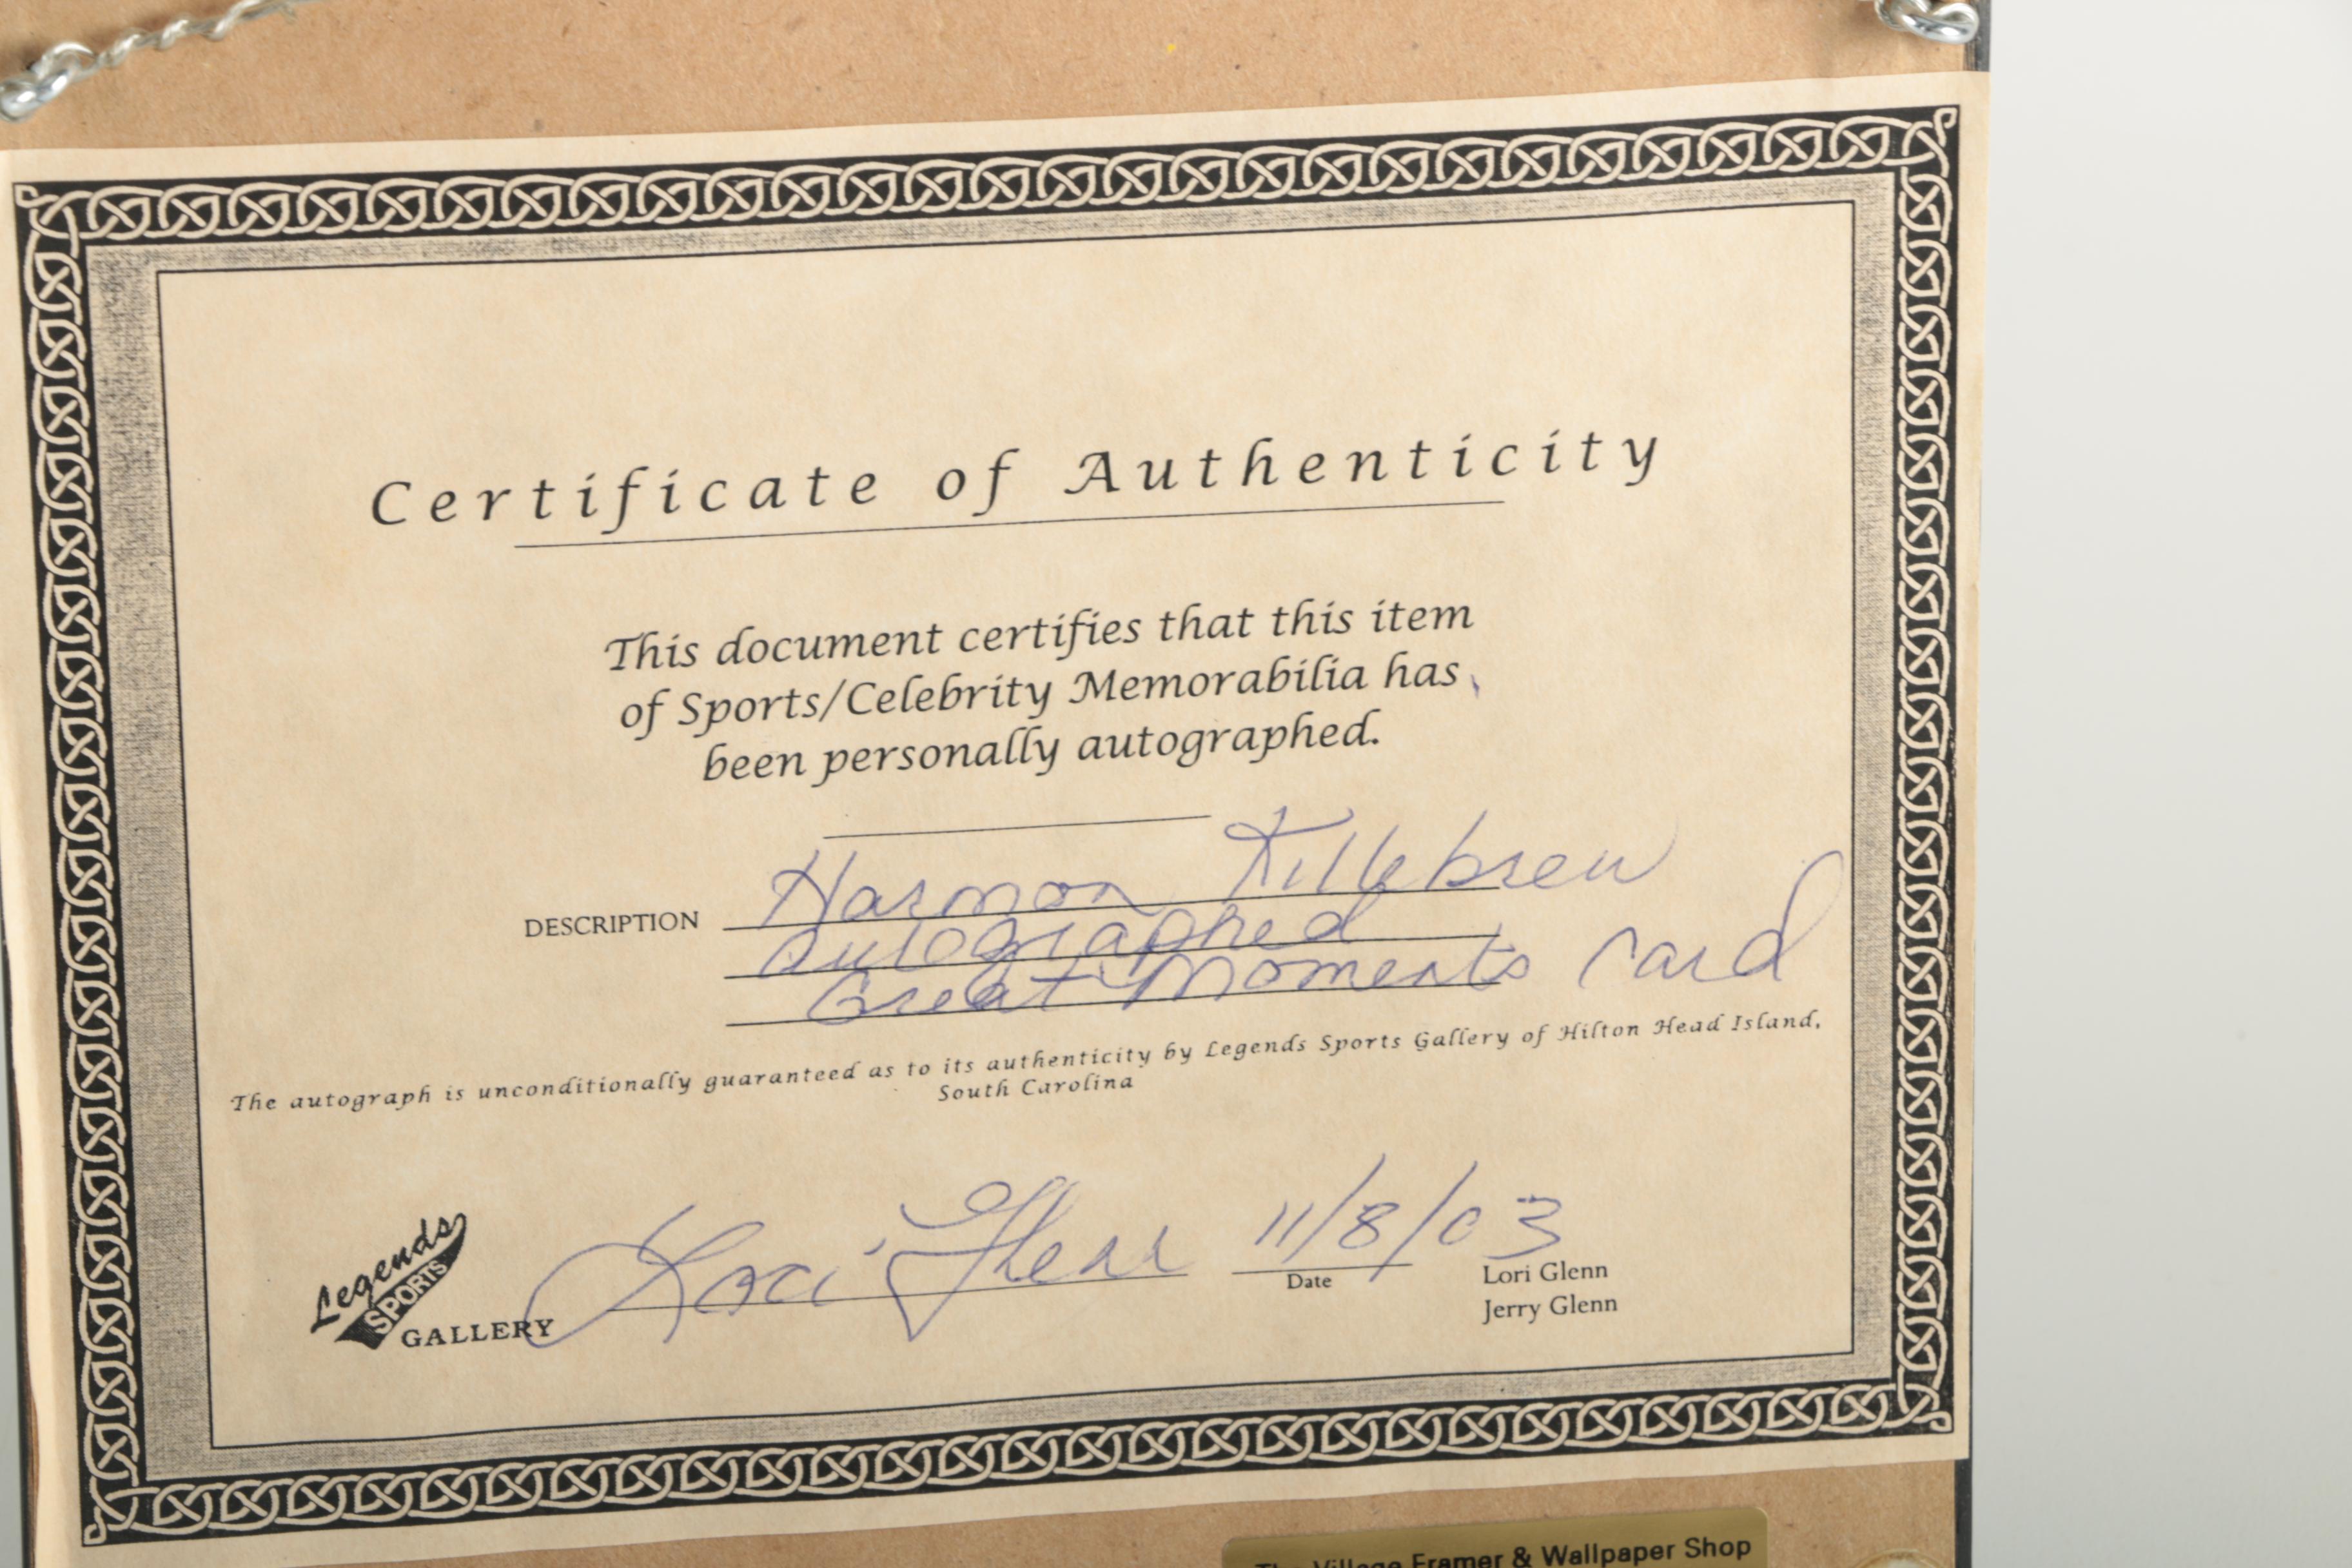 Certificate of Authenticity
This document certifies that this item
of Sports/Celebrity Memorabilia has
been personally autographed.
DESCRIPTION Harmon Killebrew
autographed
Great Moments Card
The autograph is unconditionally guaranteed as to its authenticity by Legends Sports Gallery of Hilton Head Island,
South Carolina
Legends
SPORTS
GALLERY
Lori Glenn 11/8/03
Date
Lori Glenn
Jerry Glenn
The Village Framer & Wallpaper Shop